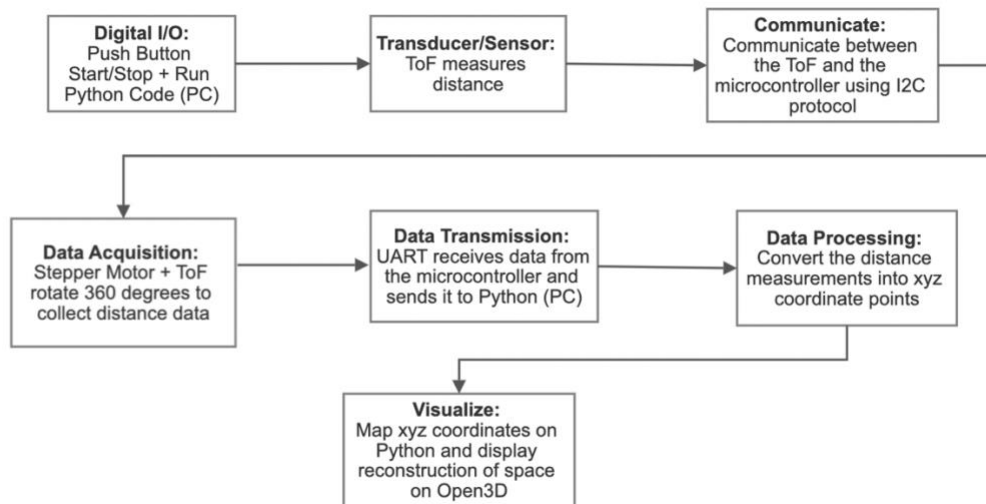 Digital I/O:
Push Button
Start/Stop + Run
Python Code (PC)
Transducer/Sensor:
ToF measures
distance
Communicate:
Communicate between
the ToF and the
microcontroller using I2C
protocol
Data Acquisition:
Stepper Motor + ToF
rotate 360 degrees to
collect distance data
Data Transmission:
UART receives data from
the microcontroller and
sends it to Python (PC)
Data Processing:
Convert the distance
measurements into xyz
coordinate points
Visualize:
Map xyz coordinates on
Python and display
reconstruction of space
on Open3D